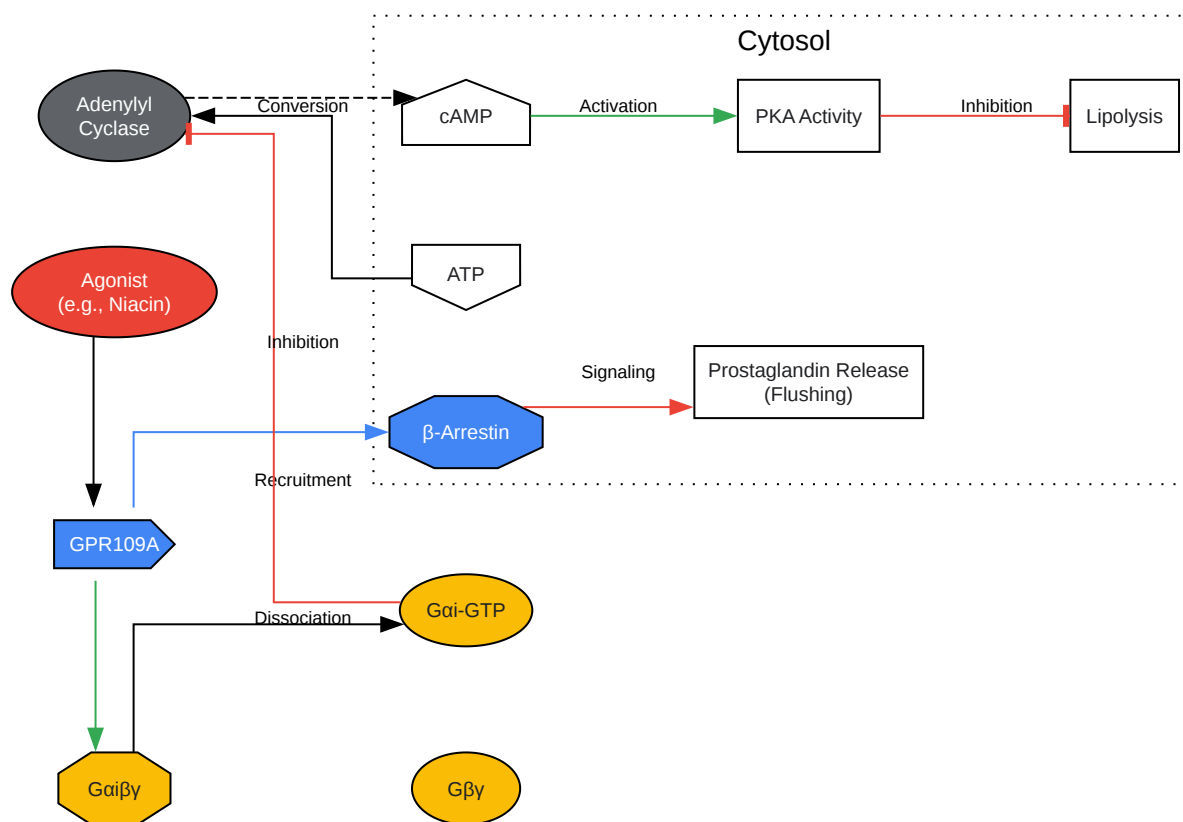 Cytosol
Adenylyl
Cyclase
Conversion
cAMP
Activation
PKA Activity
Inhibition
Lipolysis
Agonist
(e.g., Niacin)
ATP
Inhibition
Signaling
Prostaglandin Release
(Flushing)
β-Arrestin
Recruitment
GPR109A
Gαi-GTP
Dissociation
Gαiβγ
Gβγ